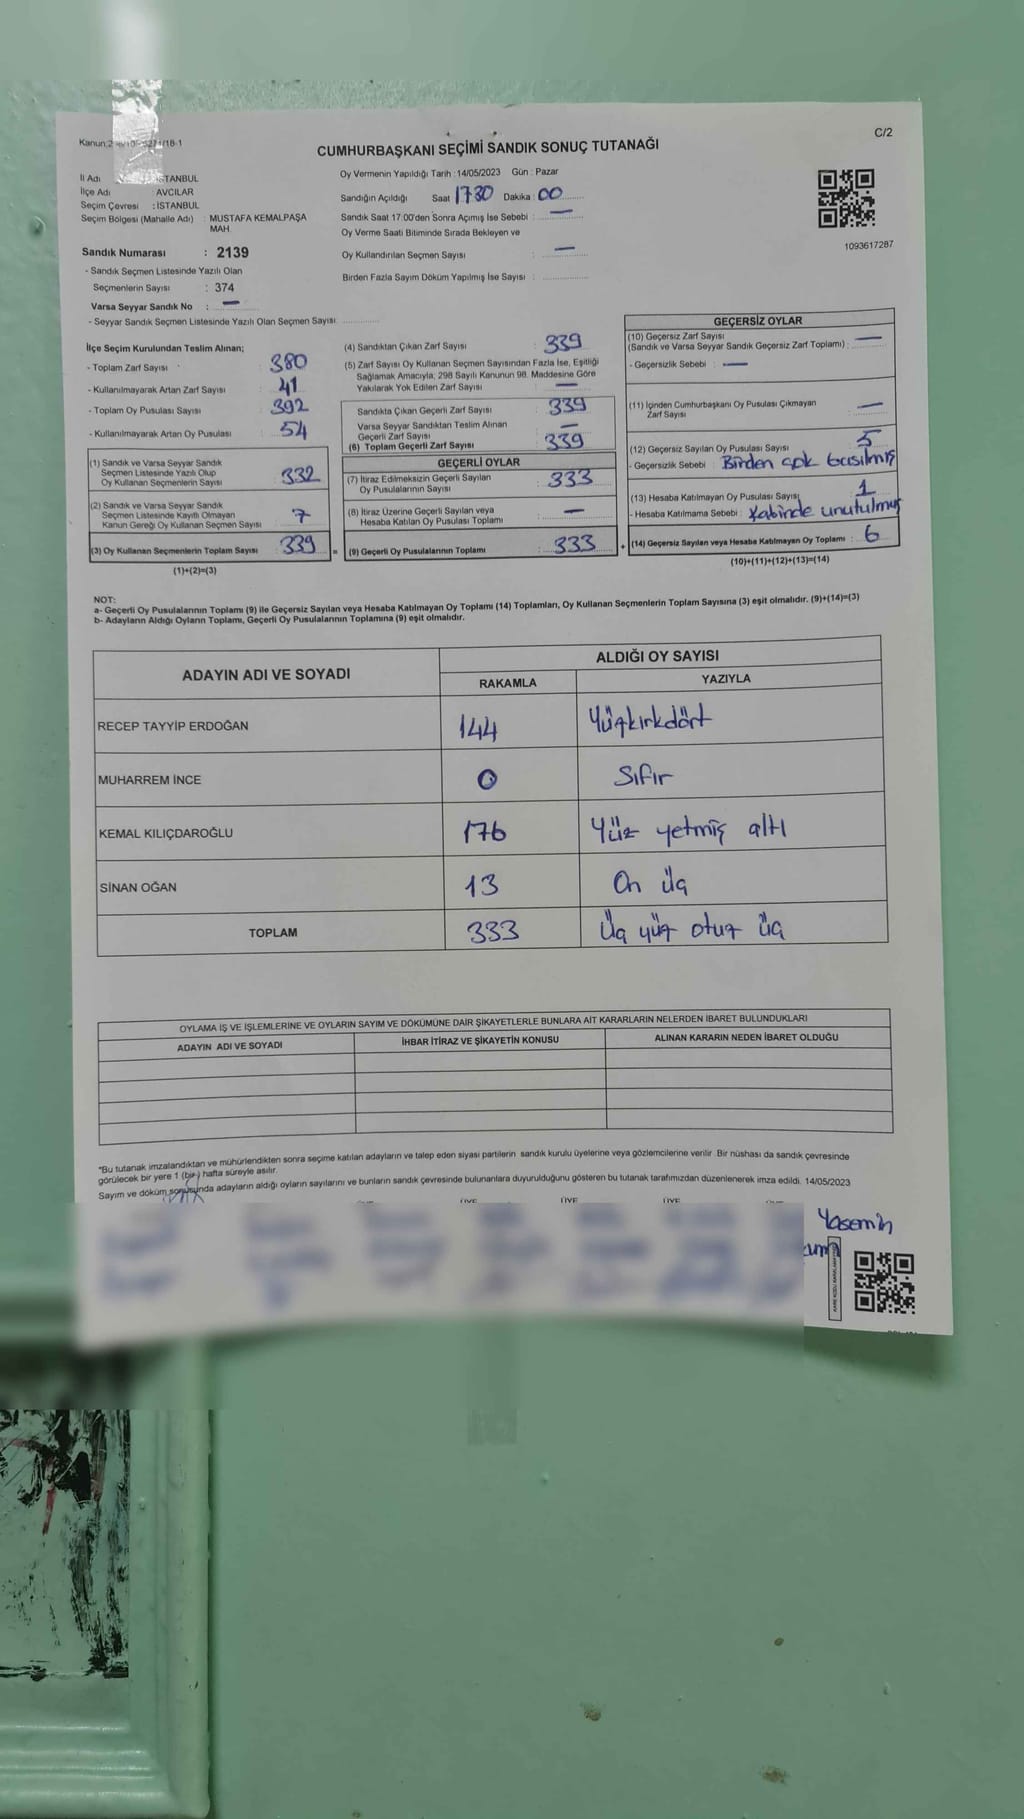 C/2
CUMHURBAŞKANI SEÇİMİ SANDIK SONUÇ TUTANAĞI
İl Adı : İSTANBUL
İlçe Adı : AVCILAR
Seçim Çevresi : İSTANBUL
Seçim Bölgesi (Mahalle Adı) : MUSTAFA KEMALPAŞA
MAH.
Sandık Numarası : 2139
- Sandık Seçmen Listesinde Yazılı Olan
Seçmenlerin Sayısı : 374
Varsa Seyyar Sandık No : —
- Seyyar Sandık Seçmen Listesinde Yazılı Olan Seçmen Sayısı:
Oy Vermenin Yapıldığı Tarih :14/05/2023 Gün : Pazar
Sandığın Açıldığı Saat 1730 Dakika : 00
Sandık Saat 17:00'den Sonra Açımış İse Sebebi : —
Oy Verme Saati Bitiminde Sırada Bekleyen ve
Oy Kullandırılan Seçmen Sayısı : —
Birden Fazla Sayım Döküm Yapılmış İse Sayısı :
1093617287
İlçe Seçim Kurulundan Teslim Alınan;
- Toplam Zarf Sayısı : 380
- Kullanılmayarak Artan Zarf Sayısı : 41
- Toplam Oy Pusulası Sayısı : 392
- Kullanılmayarak Artan Oy Pusulası : 54
(1) Sandık ve Varsa Seyyar Sandık
Seçmen Listesinde Yazılı Olup
Oy Kullanan Seçmenlerin Sayısı : 332
(2) Sandık ve Varsa Seyyar Sandık
Seçmen Listesinde Kayıtlı Olmayan
Kanun Gereği Oy Kullanan Seçmen Sayısı : 7
(3) Oy Kullanan Seçmenlerin Toplam Sayısı : 339
(1)+(2)=(3)
(4) Sandıktan Çıkan Zarf Sayısı : 339
(5) Zarf Sayısı Oy Kullanan Seçmen Sayısından Fazla İse, Eşitliği
Sağlamak Amacıyla; 298 Sayılı Kanunun 98. Maddesine Göre
Yakılarak Yok Edilen Zarf Sayısı : —
Sandıkta Çıkan Geçerli Zarf Sayısı : 339
Varsa Seyyar Sandıktan Teslim Alınan
Geçerli Zarf Sayısı : —
(6) Toplam Geçerli Zarf Sayısı : 339
GEÇERLİ OYLAR
(7) İtiraz Edilmeksizin Geçerli Sayılan
Oy Pusulalarının Sayısı : 333
(8) İtiraz Üzerine Geçerli Sayılan veya
Hesaba Katılan Oy Pusulası Toplamı : —
= (9) Geçerli Oy Pusulalarının Toplamı : 333
GEÇERSİZ OYLAR
(10) Geçersiz Zarf Sayısı
(Sandık ve Varsa Seyyar Sandık Geçersiz Zarf Toplamı) : —
- Geçersizlik Sebebi : —
(11) İçinden Cumhurbaşkanı Oy Pusulası Çıkmayan
Zarf Sayısı : —
(12) Geçersiz Sayılan Oy Pusulası Sayısı : 5
- Geçersizlik Sebebi : Birden çok basılmış
(13) Hesaba Katılmayan Oy Pusulası Sayısı : 1
- Hesaba Katılmama Sebebi : Kabinde unutulmuş
+ (14) Geçersiz Sayılan veya Hesaba Katılmayan Oy Toplamı : 6
(10)+(11)+(12)+(13)=(14)
NOT:
a- Geçerli Oy Pusulalarının Toplamı (9) ile Geçersiz Sayılan veya Hesaba Katılmayan Oy Toplamı (14) Toplamları, Oy Kullanan Seçmenlerin Toplam Sayısına (3) eşit olmalıdır. (9)+(14)=(3)
b- Adayların Aldığı Oyların Toplamı, Geçerli Oy Pusulalarının Toplamına (9) eşit olmalıdır.
ADAYIN ADI VE SOYADI
ALDIĞI OY SAYISI
RAKAMLA YAZIYLA
RECEP TAYYİP ERDOĞAN 144 Yüzkırkdört
MUHARREM İNCE 0 Sıfır
KEMAL KILIÇDAROĞLU 176 Yüz yetmiş altı
SİNAN OĞAN 13 On üç
TOPLAM 333 Üç yüz otuz üç
OYLAMA İŞ VE İŞLEMLERİNE VE OYLARIN SAYIM VE DÖKÜMÜNE DAİR ŞİKAYETLERLE BUNLARA AİT KARARLARIN NELERDEN İBARET BULUNDUKLARI
ADAYIN ADI VE SOYADI İHBAR İTİRAZ VE ŞİKAYETİN KONUSU ALINAN KARARIN NEDEN İBARET OLDUĞU
*Bu tutanak imzalandıktan ve mühürlendikten sonra seçime katılan adayların ve talep eden siyasi partilerin sandık kurulu üyelerine veya gözlemcilerine verilir. Bir nüshası da sandık çevresinde
görülecek bir yere 1 (bir) hafta süreyle asılır.
Sayım ve döküm sonucunda adayların aldığı oyların sayılarını ve bunların sandık çevresinde bulunanlara duyurulduğunu gösteren bu tutanak tarafımızdan düzenlenerek imza edildi. 14/05/2023
ÜYE ÜYE ÜYE
Yasemin